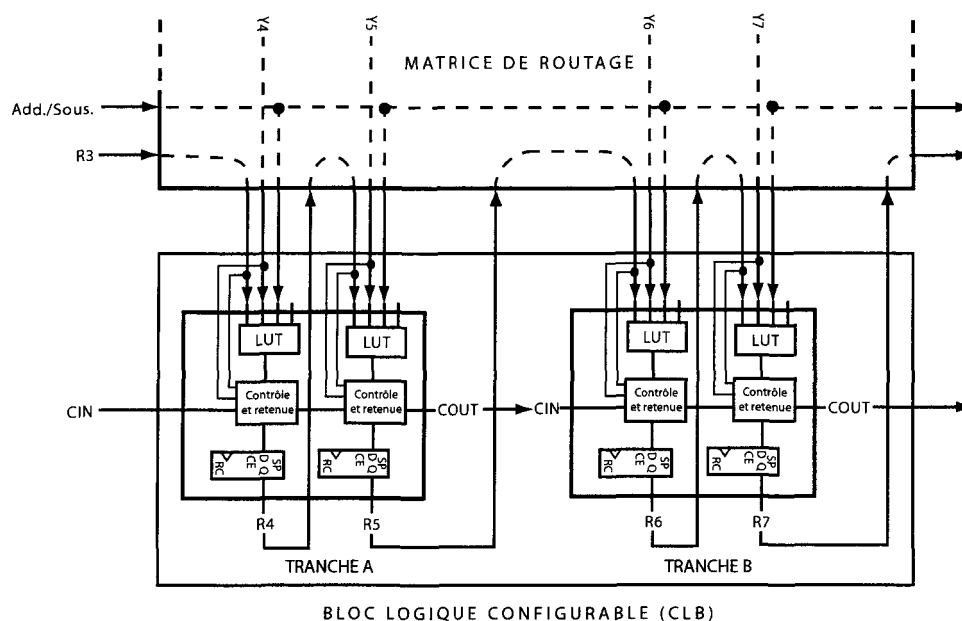 Y4 Y5 Y6 Y7
MATRICE DE ROUTAGE
Add./Sous.
R3
LUT LUT LUT LUT
Contrôle et retenue
Contrôle et retenue
Contrôle et retenue
Contrôle et retenue
CIN COUT CIN COUT
RC CE D Q SP
RC CE D Q SP
RC CE D Q SP
RC CE D Q SP
R4 R5 R6 R7
TRANCHE A TRANCHE B
BLOC LOGIQUE CONFIGURABLE (CLB)